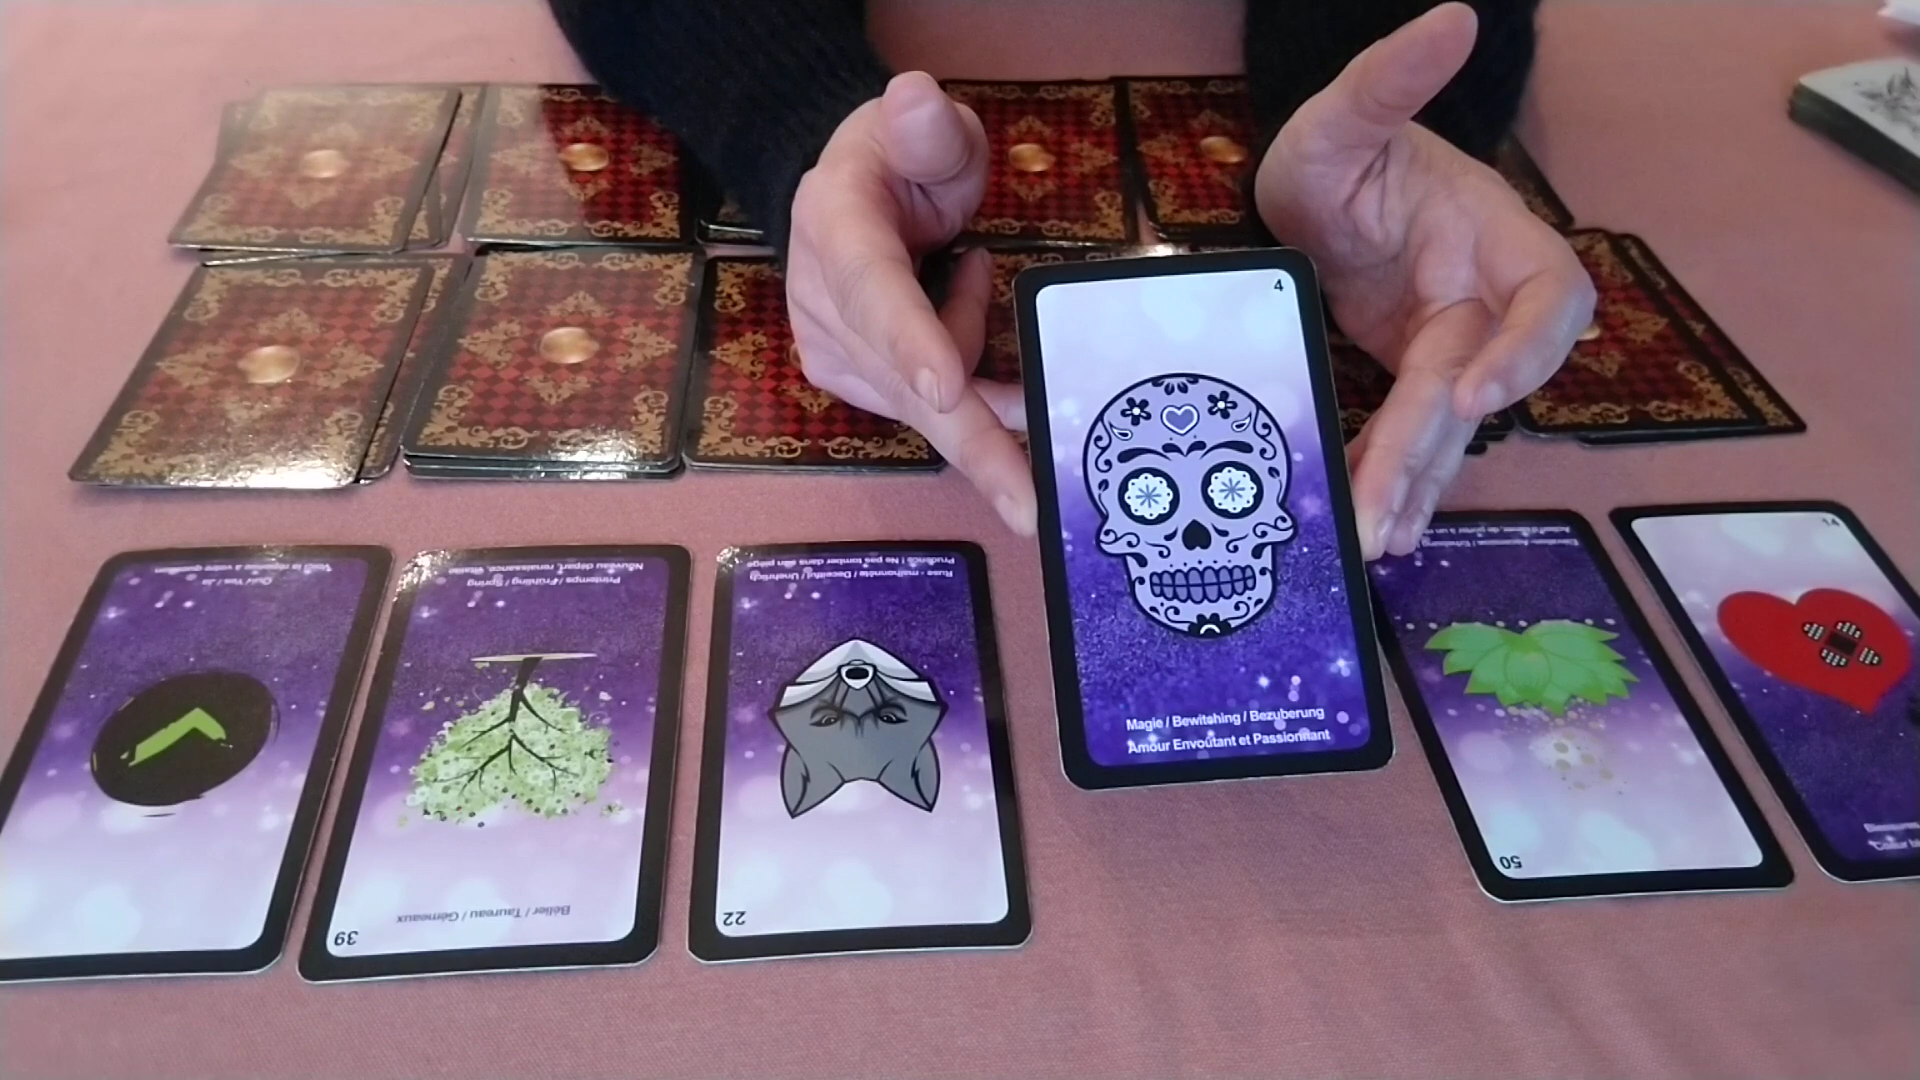 4
Magie / Bewitshing / Bezuberung
Amour Envoûtant et Passionnant
Oui / Yes / Ja
Voici la réponse à votre question
Printemps / Frühling / Spring
Nouveau départ, renaissance, vitalité
Bélier / Taureau / Gémeaux
39
Ruse - malhonnête / Deceitful / Unehrlich
Prudence ! Ne pas tomber dans son piège
22
50
14
Blessures
Coeur